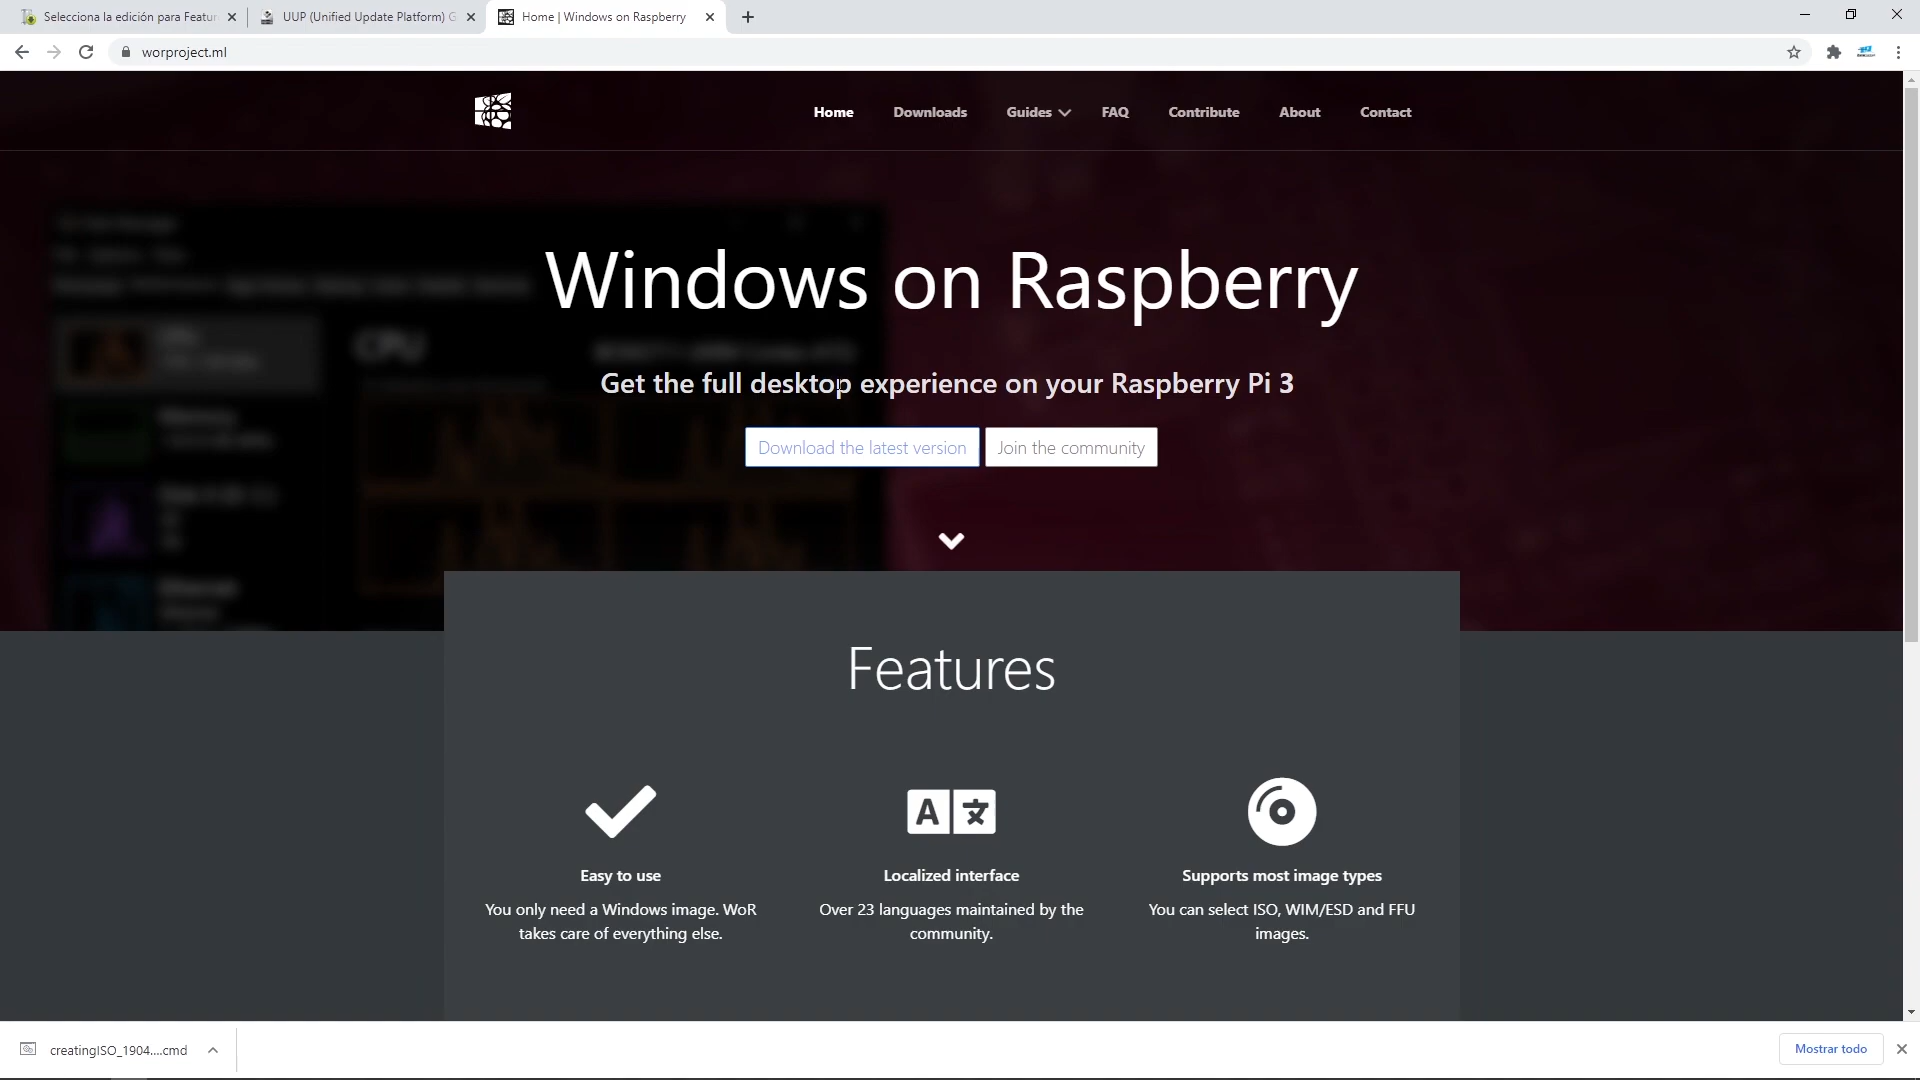 Selecciona la edición para Featur
UUP (Unified Update Platform) G
Home | Windows on Raspberry
worproject.ml
Home
Downloads
Guides
FAQ
Contribute
About
Contact
Windows on Raspberry
Get the full desktop experience on your Raspberry Pi 3
Download the latest version
Join the community
CPU
Features
A
Easy to use
You only need a Windows image. WoR
takes care of everything else.
Localized interface
Over 23 languages maintained by the
community.
Supports most image types
You can select ISO, WIM/ESD and FFU
images.
creatingISO_1904....cmd
Mostrar todo